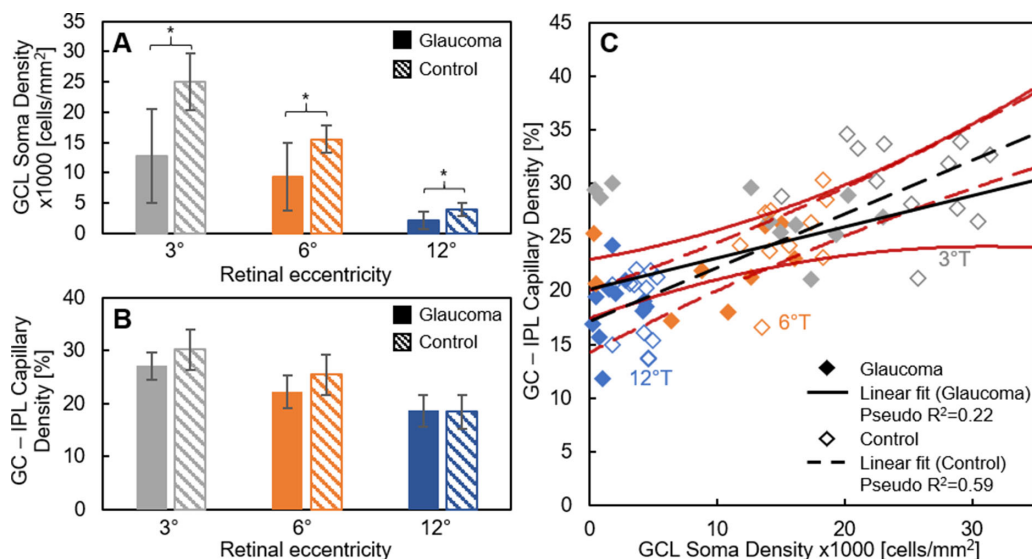 A
GCL Soma Density
x1000 [cells/mm²]
35
30
25
20
15
10
5
0
*
*
*
Glaucoma
Control
3°
6°
12°
Retinal eccentricity
B
GC – IPL Capillary
Density [%]
40
30
20
10
0
Glaucoma
Control
3°
6°
12°
Retinal eccentricity
C
GC – IPL Capillary Density [%]
45
40
35
30
25
20
15
10
5
0
3°T
6°T
12°T
Glaucoma
Linear fit (Glaucoma)
Pseudo R²=0.22
Control
Linear fit (Control)
Pseudo R²=0.59
0
10
20
30
GCL Soma Density x1000 [cells/mm²]